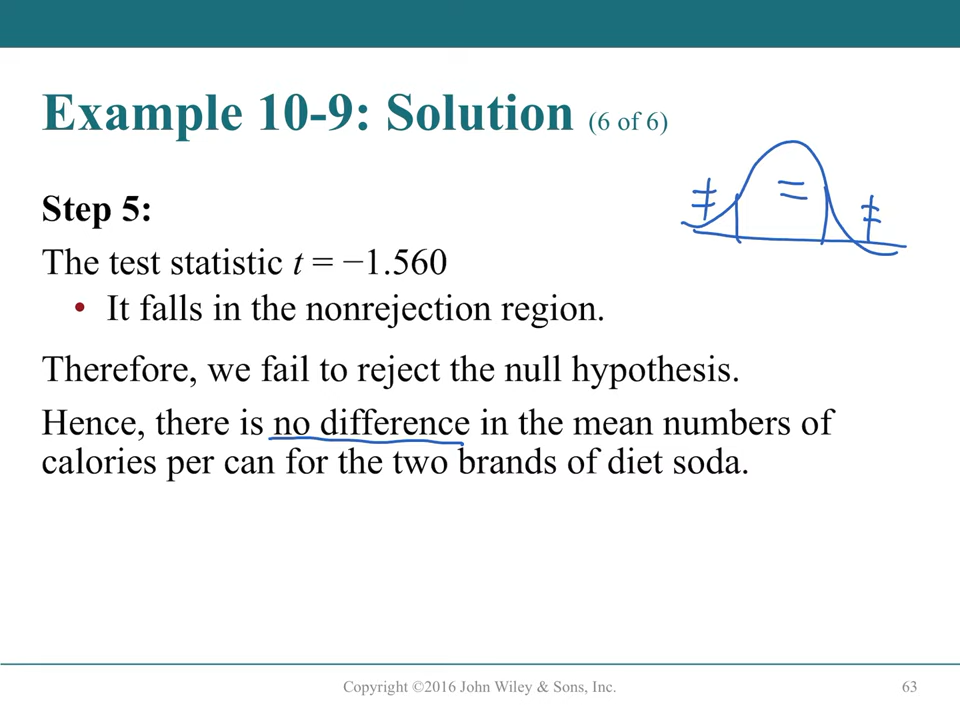 Example 10-9: Solution (6 of 6)
≠ = ≠
Step 5:
The test statistic t = −1.560
• It falls in the nonrejection region.
Therefore, we fail to reject the null hypothesis.
Hence, there is no difference in the mean numbers of
calories per can for the two brands of diet soda.
Copyright ©2016 John Wiley & Sons, Inc.
63